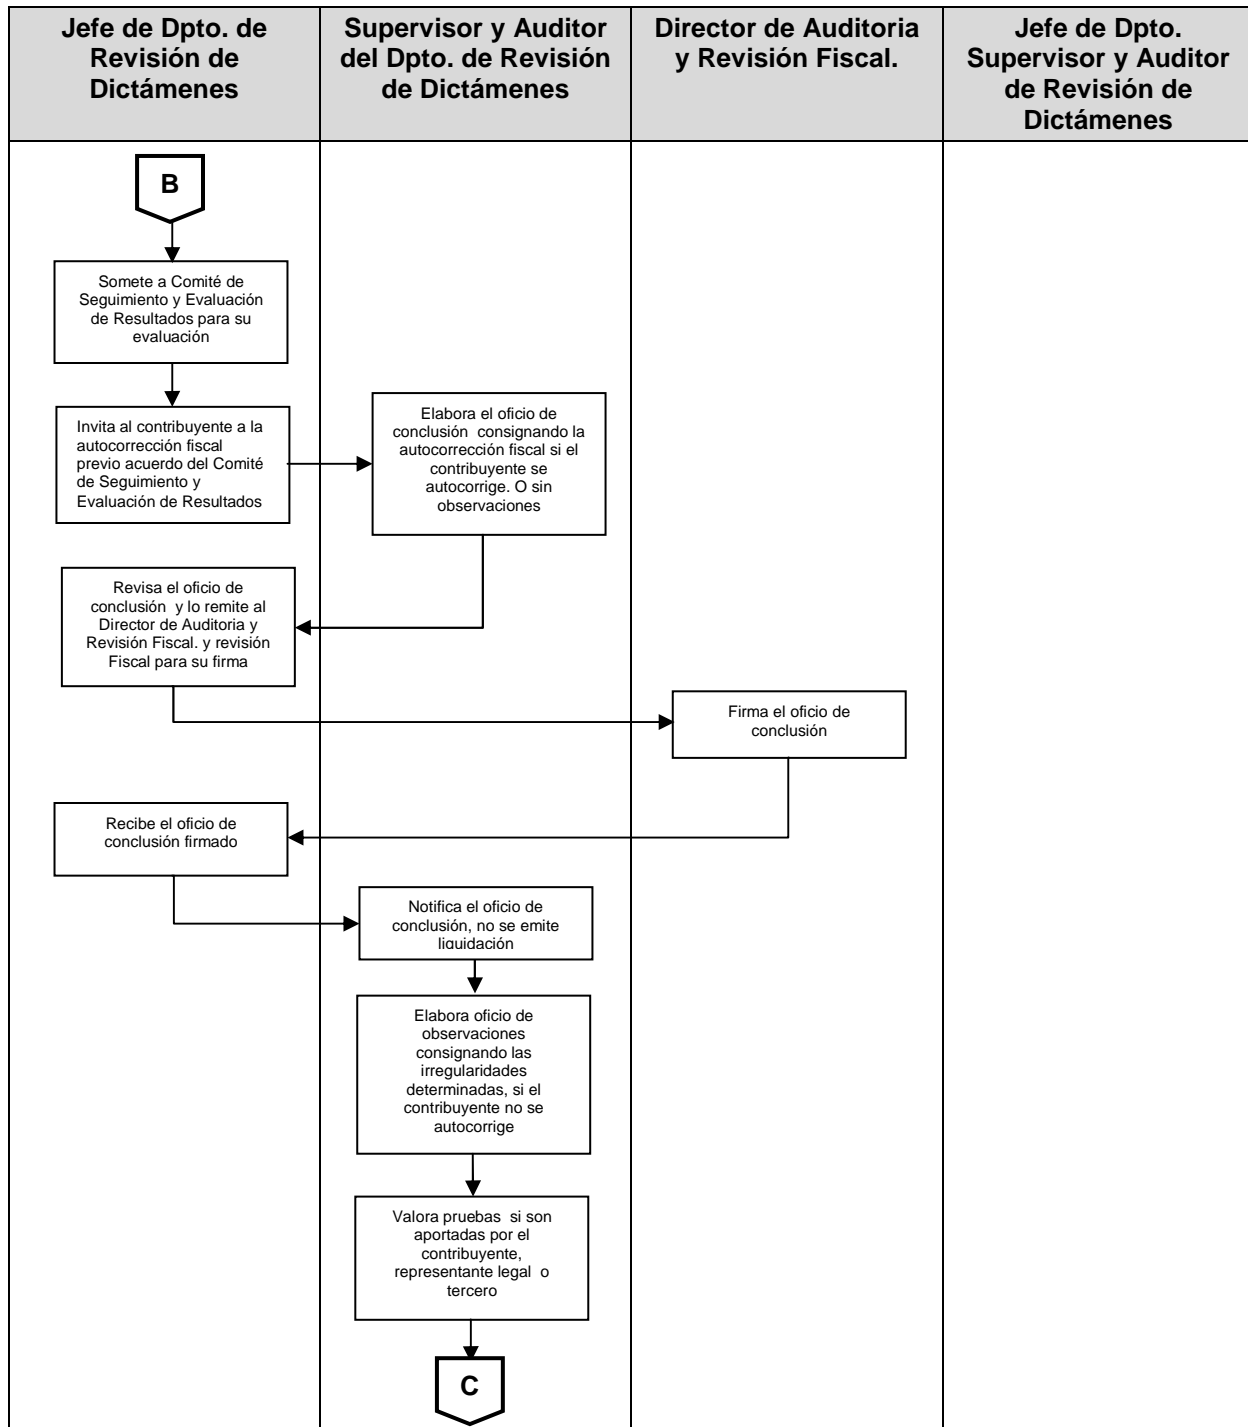 Jefe de Dpto. de
Revisión de
Dictámenes
Supervisor y Auditor
del Dpto. de Revisión
de Dictámenes
Director de Auditoria
y Revisión Fiscal.
Jefe de Dpto.
Supervisor y Auditor
de Revisión de
Dictámenes
B
Somete a Comité de
Seguimiento y Evaluación
de Resultados para su
evaluación
Invita al contribuyente a la
autocorrección fiscal
previo acuerdo del Comité
de Seguimiento y
Evaluación de Resultados
Elabora el oficio de
conclusión consignando la
autocorrección fiscal si el
contribuyente se
autocorrige. O sin
observaciones
Revisa el oficio de
conclusión y lo remite al
Director de Auditoria y
Revisión Fiscal. y revisión
Fiscal para su firma
Firma el oficio de
conclusión
Recibe el oficio de
conclusión firmado
Notifica el oficio de
conclusión, no se emite
liquidación
Elabora oficio de
observaciones
consignando las
irregularidades
determinadas, si el
contribuyente no se
autocorrige
Valora pruebas si son
aportadas por el
contribuyente,
representante legal o
tercero
C